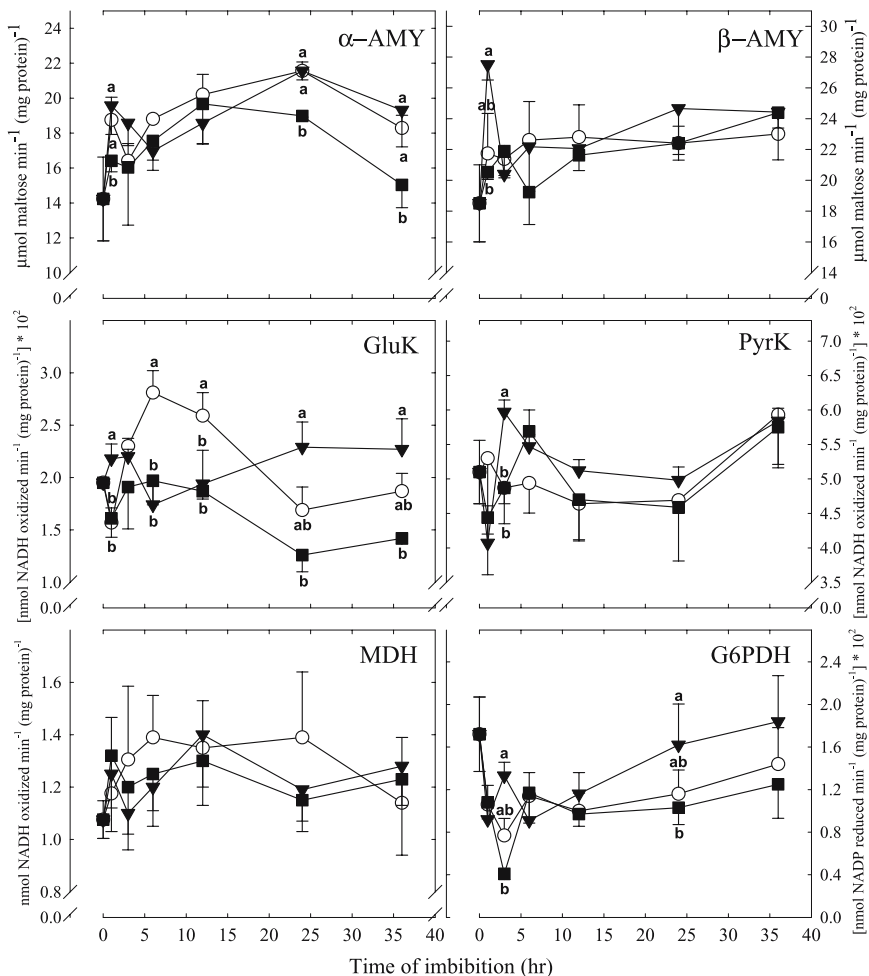 α–AMY
β–AMY
22
20
18
16
14
12
10
0
µmol maltose min⁻¹ (mg protein)⁻¹
a
a
b
a
a
b
a
a
b
30
28
26
24
22
20
18
16
14
0
µmol maltose min⁻¹ (mg protein)⁻¹
a
ab
b
GluK
PyrK
3.0
2.5
2.0
1.5
1.0
0.0
[nmol NADH oxidized min⁻¹ (mg protein)⁻¹] * 10²
a
b
b
a
b
b
a
b
b
a
ab
b
a
b
7.0
6.5
6.0
5.5
5.0
4.5
4.0
3.5
0.0
[nmol NADH oxidized min⁻¹ (mg protein)⁻¹] * 10²
a
b
b
MDH
G6PDH
1.6
1.4
1.2
1.0
0.8
0.0
nmol NADH oxidized min⁻¹ (mg protein)⁻¹
2.4
2.0
1.6
1.2
0.8
0.4
0.0
[nmol NADP reduced min⁻¹ (mg protein)⁻¹] * 10²
a
ab
b
a
ab
b
0 5 10 15 20 25 30 35 40
0 5 10 15 20 25 30 35 40
Time of imbibition (hr)